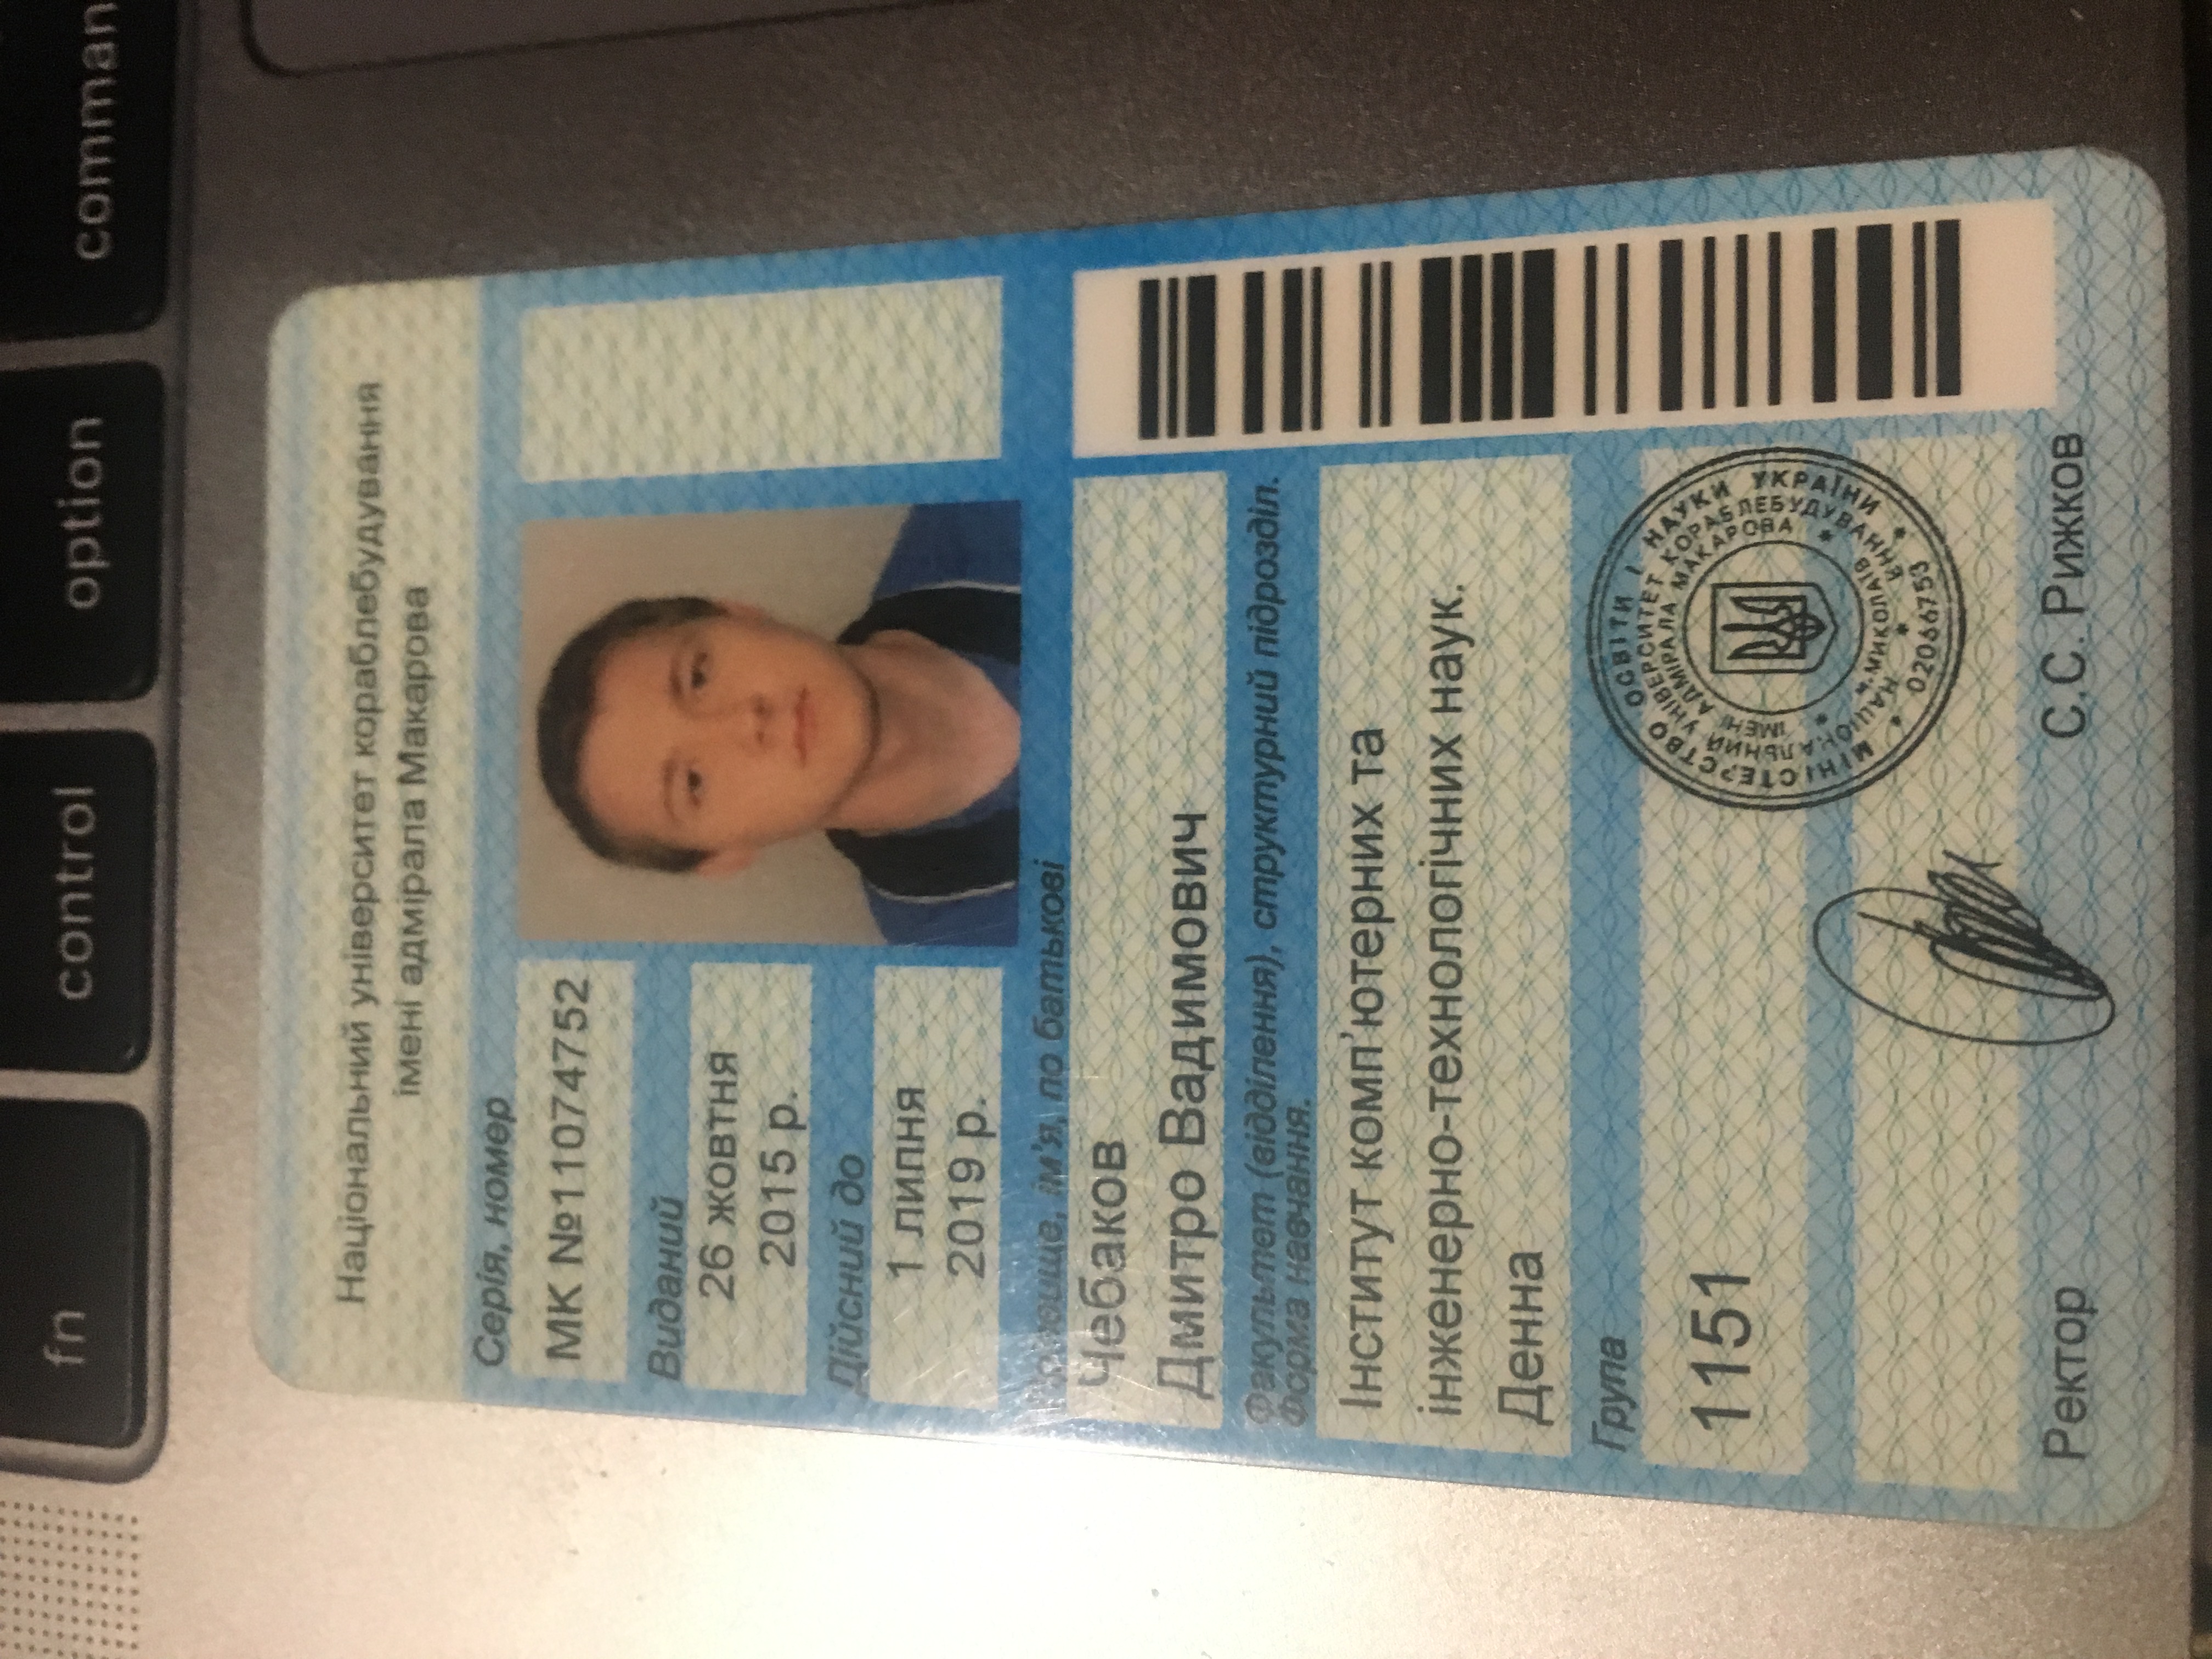 fn
control
option
comman
Національний університет кораблебудування
імені адмірала Макарова
Серія, номер
МК №11074752
Виданий
26 жовтня
2015 р.
Дійсний до
1 липня
2019 р.
Прізвище, ім'я, по батькові
Чебаков
Дмитро Вадимович
Факультет (відділення), структурний підрозділ.
Форма навчання.
Інститут комп'ютерних та
інженерно-технологічних наук.
Денна
Група
1151
МІНІСТЕРСТВО ОСВІТИ І НАУКИ УКРАЇНИ
НАЦІОНАЛЬНИЙ УНІВЕРСИТЕТ КОРАБЛЕБУДУВАННЯ
ІМЕНІ АДМІРАЛА МАКАРОВА
м. МИКОЛАЇВ
02066753
Ректор
С.С. Рижков